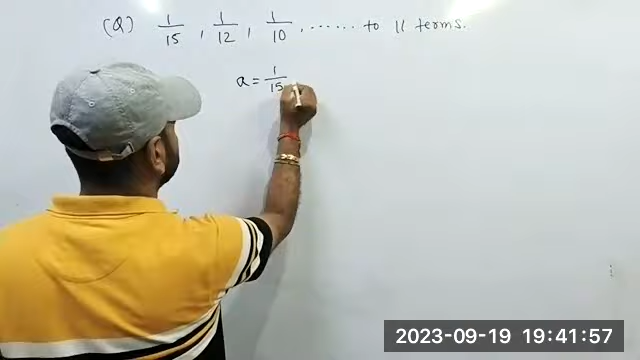 (Q) 1/15 , 1/12 , 1/10 , ....... to 11 terms.
a = 1/15
2023-09-19 19:41:57